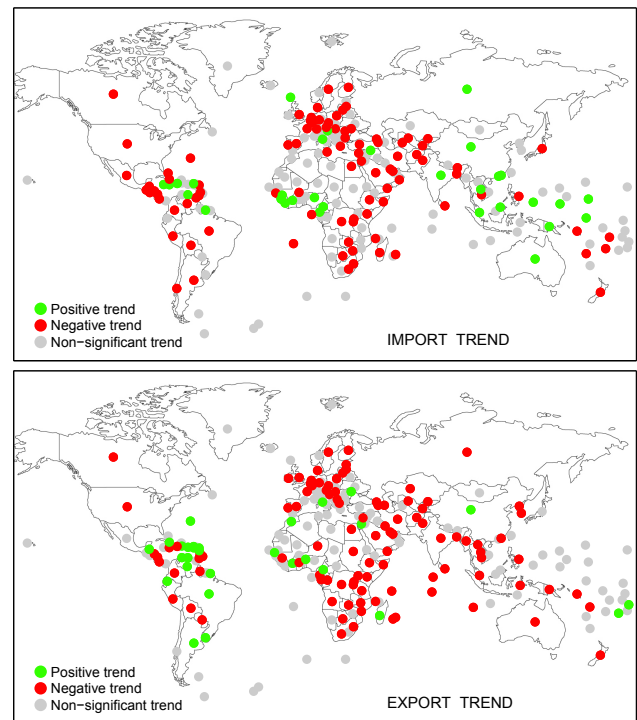 Positive trend
Negative trend
Non−significant trend
IMPORT TREND
Positive trend
Negative trend
Non−significant trend
EXPORT TREND